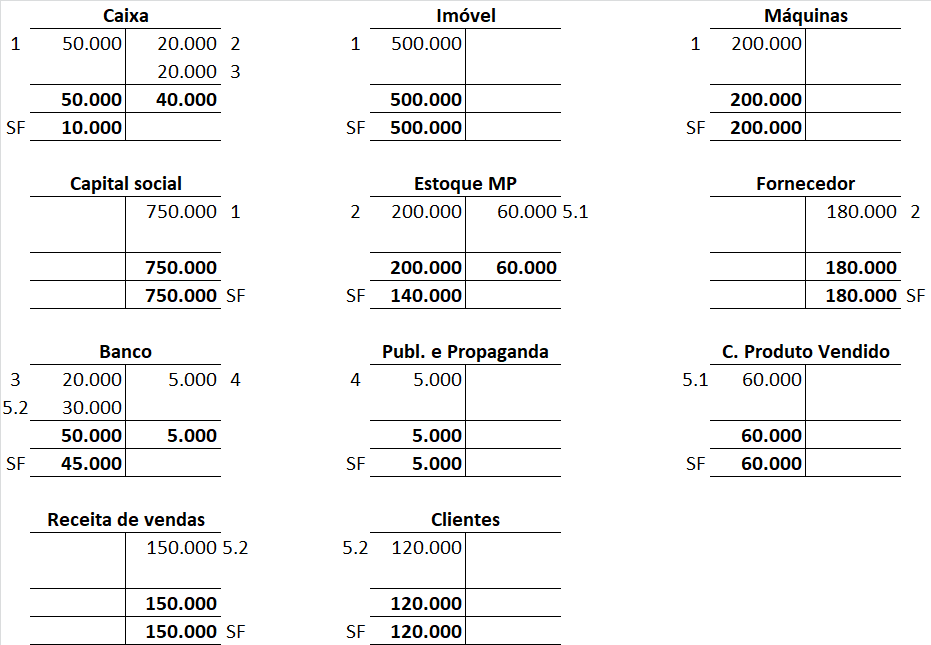 Caixa Imóvel Máquinas
1 50.000 20.000 2 1 500.000 1 200.000
20.000 3
50.000 40.000 500.000 200.000
SF 10.000 SF 500.000 SF 200.000
Capital social Estoque MP Fornecedor
750.000 1 2 200.000 60.000 5.1 180.000 2
750.000 200.000 60.000 180.000
750.000 SF SF 140.000 180.000 SF
Banco Publ. e Propaganda C. Produto Vendido
3 20.000 5.000 4 4 5.000 5.1 60.000
5.2 30.000
50.000 5.000 5.000 60.000
SF 45.000 SF 5.000 SF 60.000
Receita de vendas Clientes
150.000 5.2 5.2 120.000
150.000 120.000
150.000 SF SF 120.000